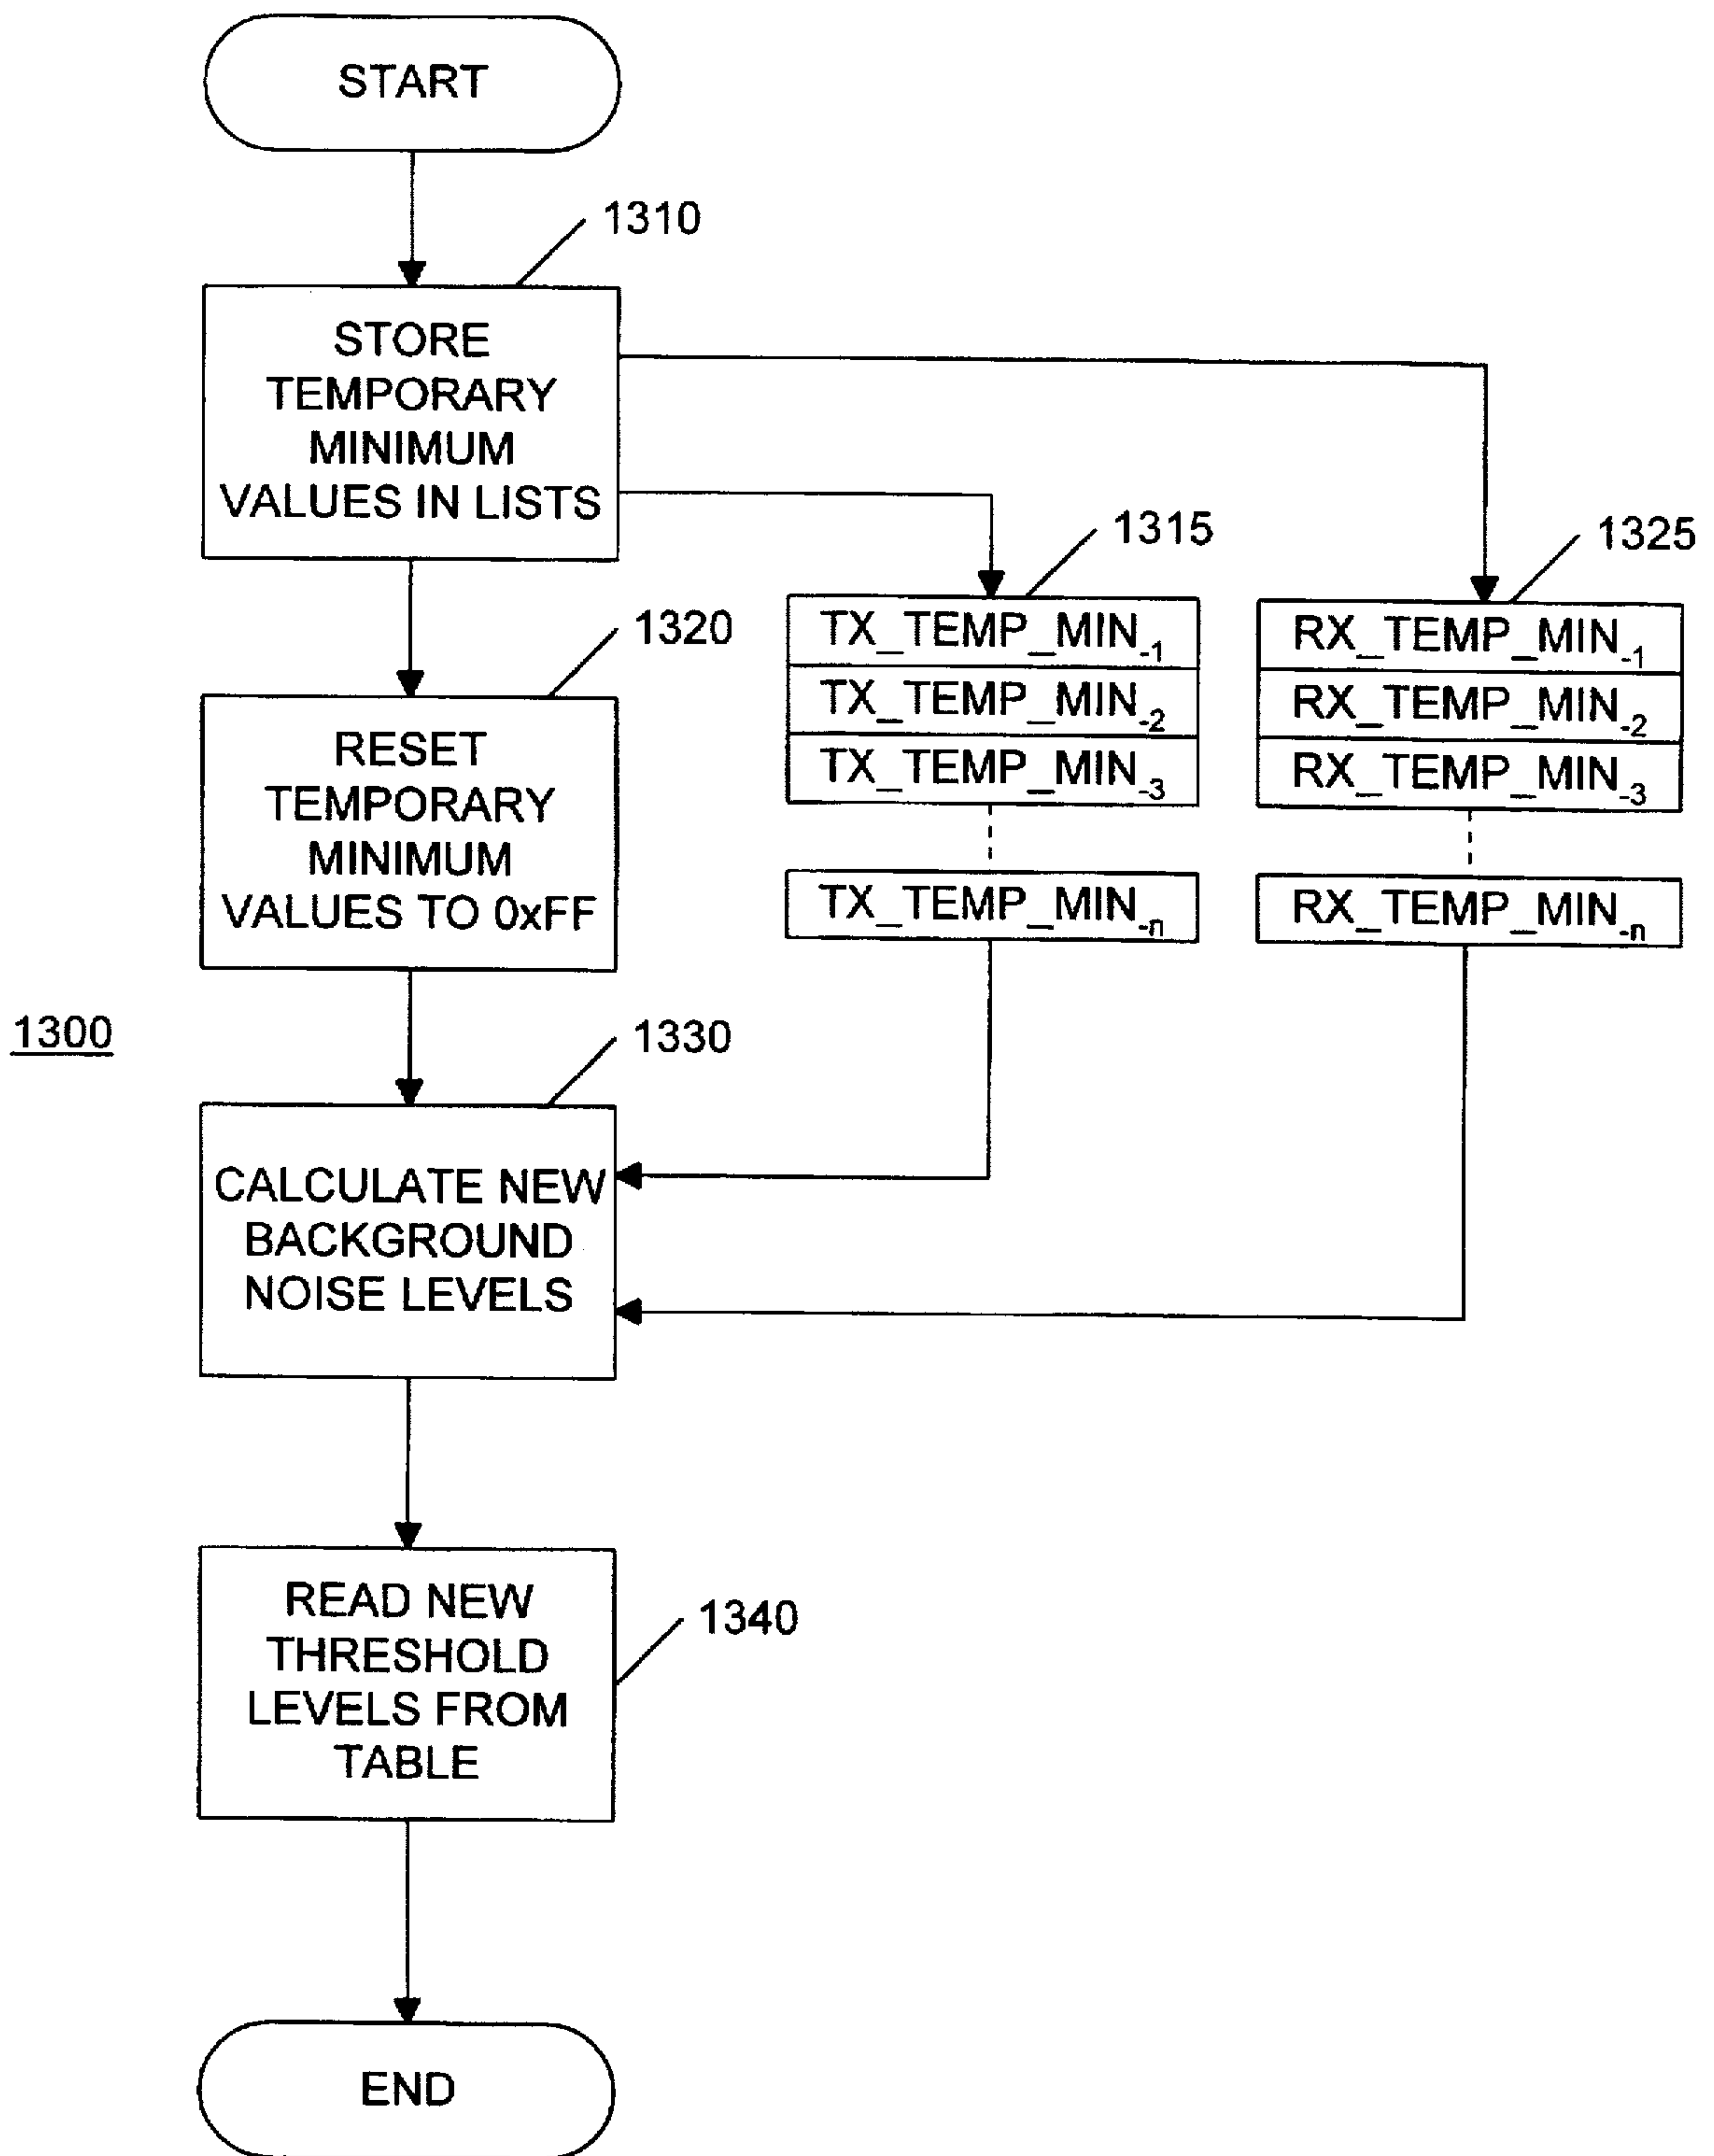 START
1310
STORE
TEMPORARY
MINIMUM
VALUES IN LISTS
1315
1325
TX_TEMP_MIN-1
TX_TEMP_MIN-2
TX_TEMP_MIN-3
TX_TEMP_MIN-n
RX_TEMP_MIN-1
RX_TEMP_MIN-2
RX_TEMP_MIN-3
RX_TEMP_MIN-n
1320
RESET
TEMPORARY
MINIMUM
VALUES TO 0xFF
1300
1330
CALCULATE NEW
BACKGROUND
NOISE LEVELS
1340
READ NEW
THRESHOLD
LEVELS FROM
TABLE
END